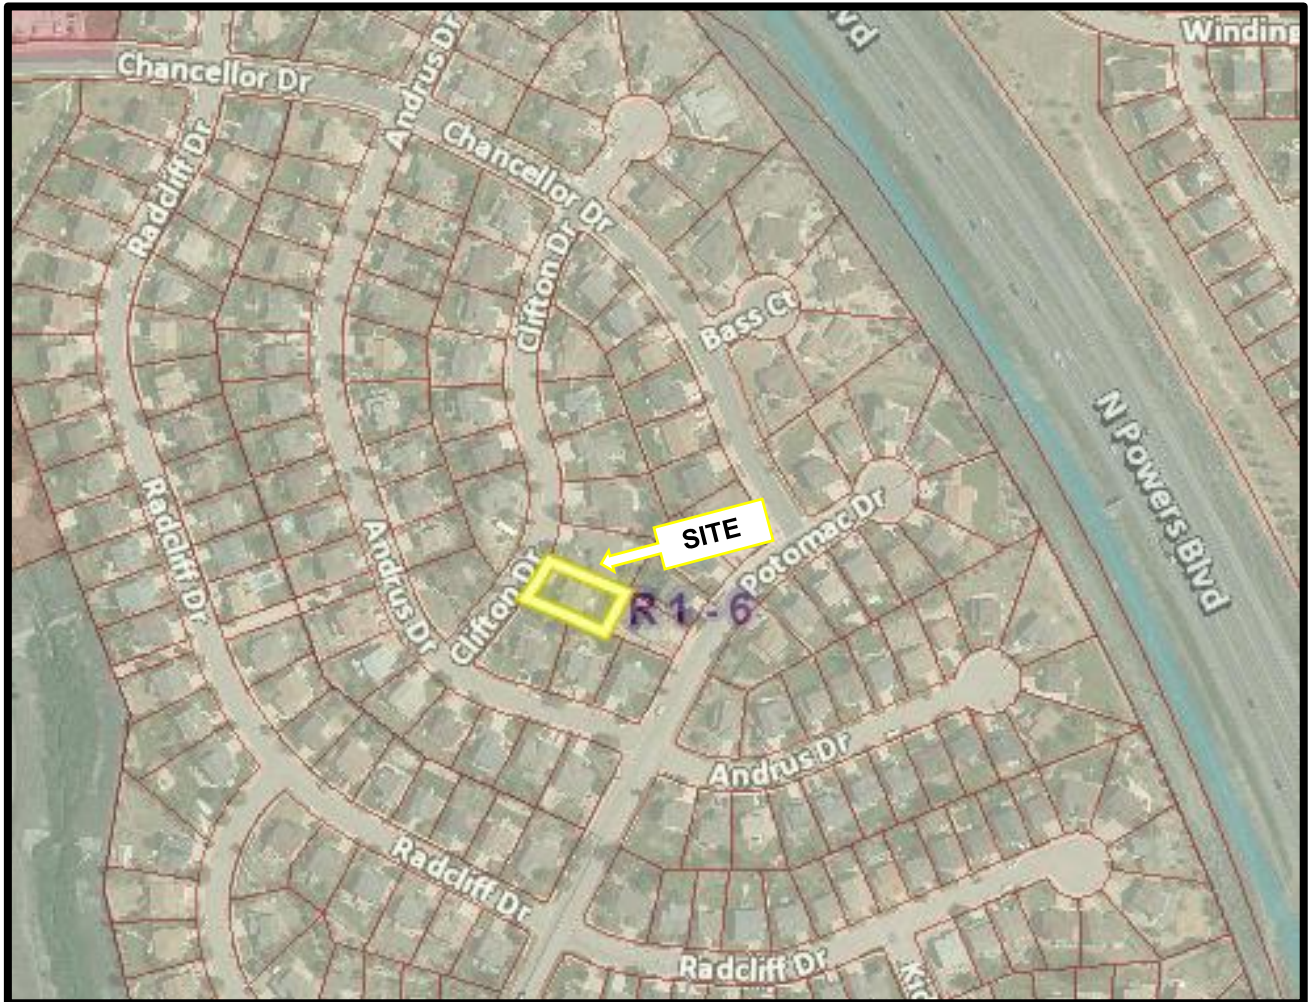 Winding
Chancellor Dr
Andrus Dr
Chancellor Dr
Radcliff Dr
Clifton Dr
Bass Ct
N Powers Blvd
Radcliff Dr
Andrus Dr
SITE
Potomac Dr
Clifton Dr
R1-6
Andrus Dr
Radcliff Dr
Radcliff Dr